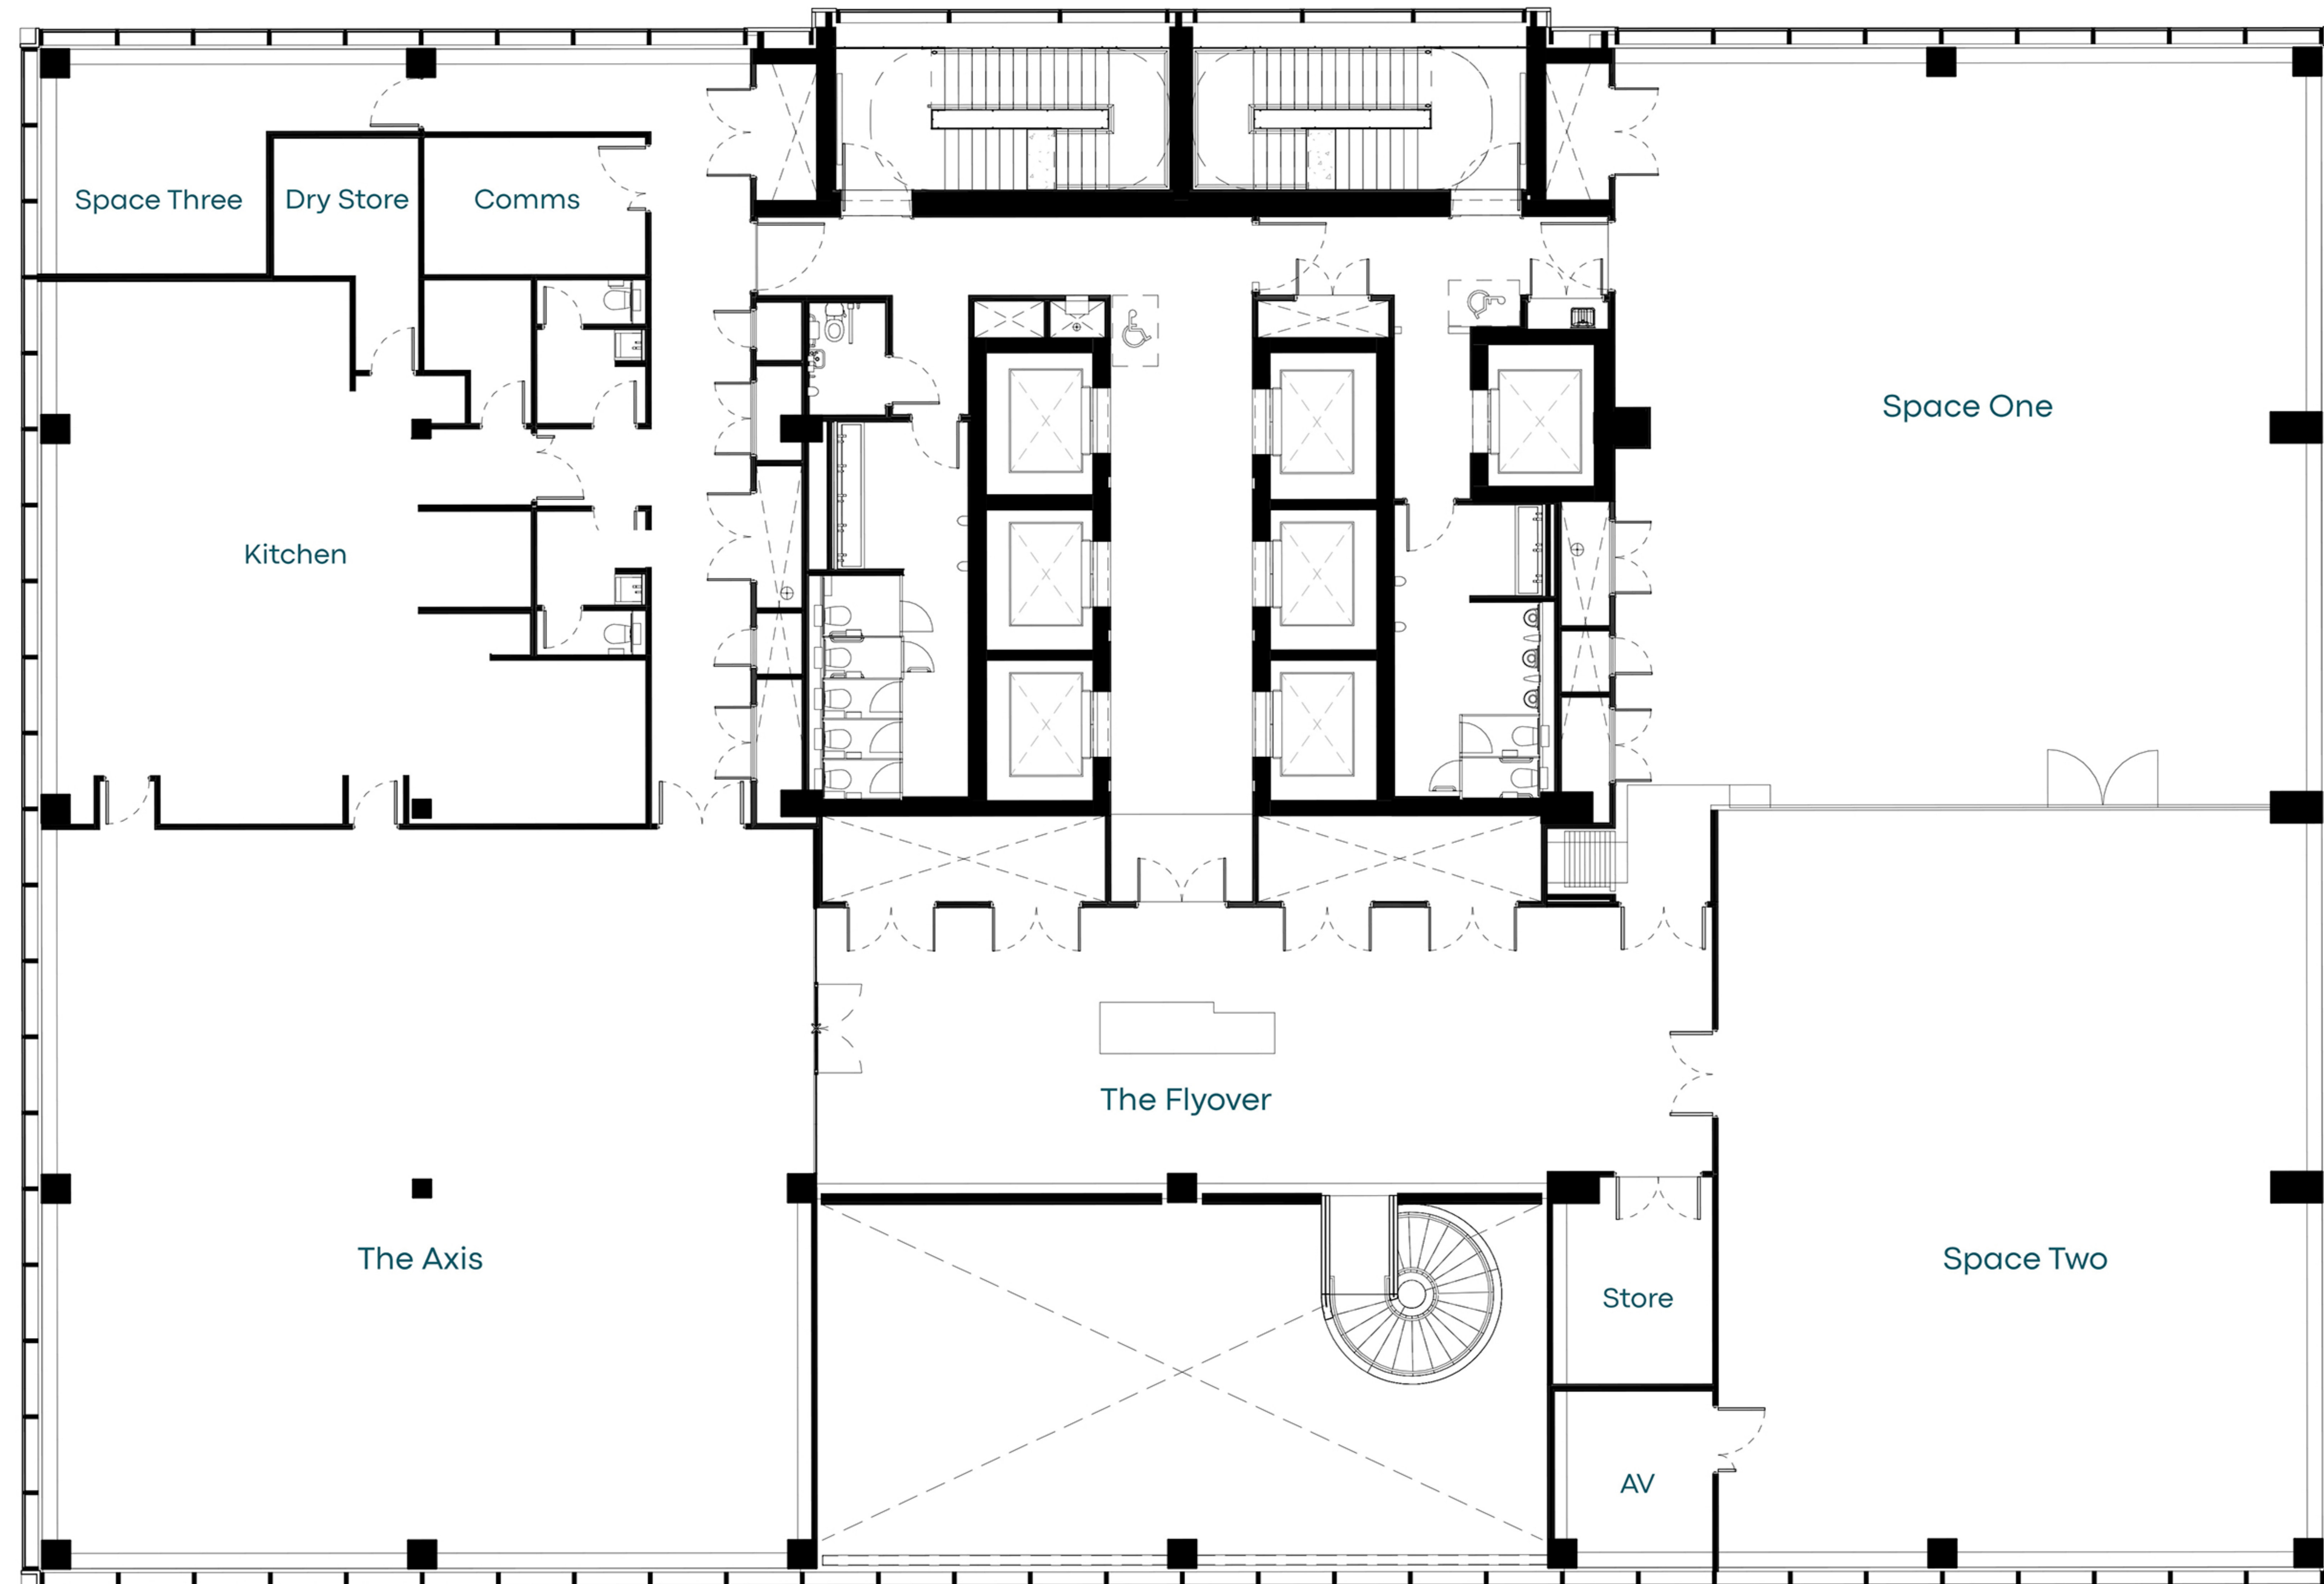 Space Three
Dry Store
Comms
Space One
Kitchen
The Flyover
The Axis
Space Two
Store
AV